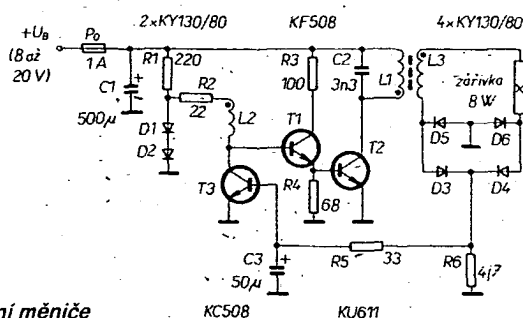 2×KY130/80 KF508 4×KY130/80
+U_B
(8 až
20 V)
Po
1 A
R1
220
R3
100
C2
3n3
L1
L3
zářivka
8 W
C1
500µ
R2
22
L2
D1
D2
T1
T2
T3
D5
D6
D3
D4
R4
68
C3
50µ
R5
33
R6
4j7
ní měniče
KC508
KU611